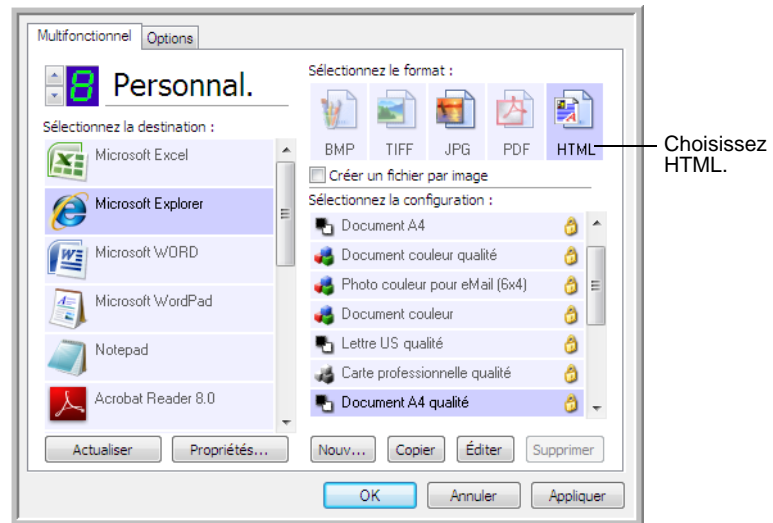 Multifonctionnel
Options
8
Personnal.
Sélectionnez la destination :
Microsoft Excel
Microsoft Explorer
Microsoft WORD
Microsoft WordPad
Notepad
Acrobat Reader 8.0
Actualiser
Propriétés...
Sélectionnez le format :
BMP
TIFF
JPG
PDF
HTML
Créer un fichier par image
Sélectionnez la configuration :
Document A4
Document couleur qualité
Photo couleur pour eMail (6x4)
Document couleur
Lettre US qualité
Carte professionnelle qualité
Document A4 qualité
Nouv...
Copier
Éditer
Supprimer
OK
Annuler
Appliquer
Choisissez
HTML.